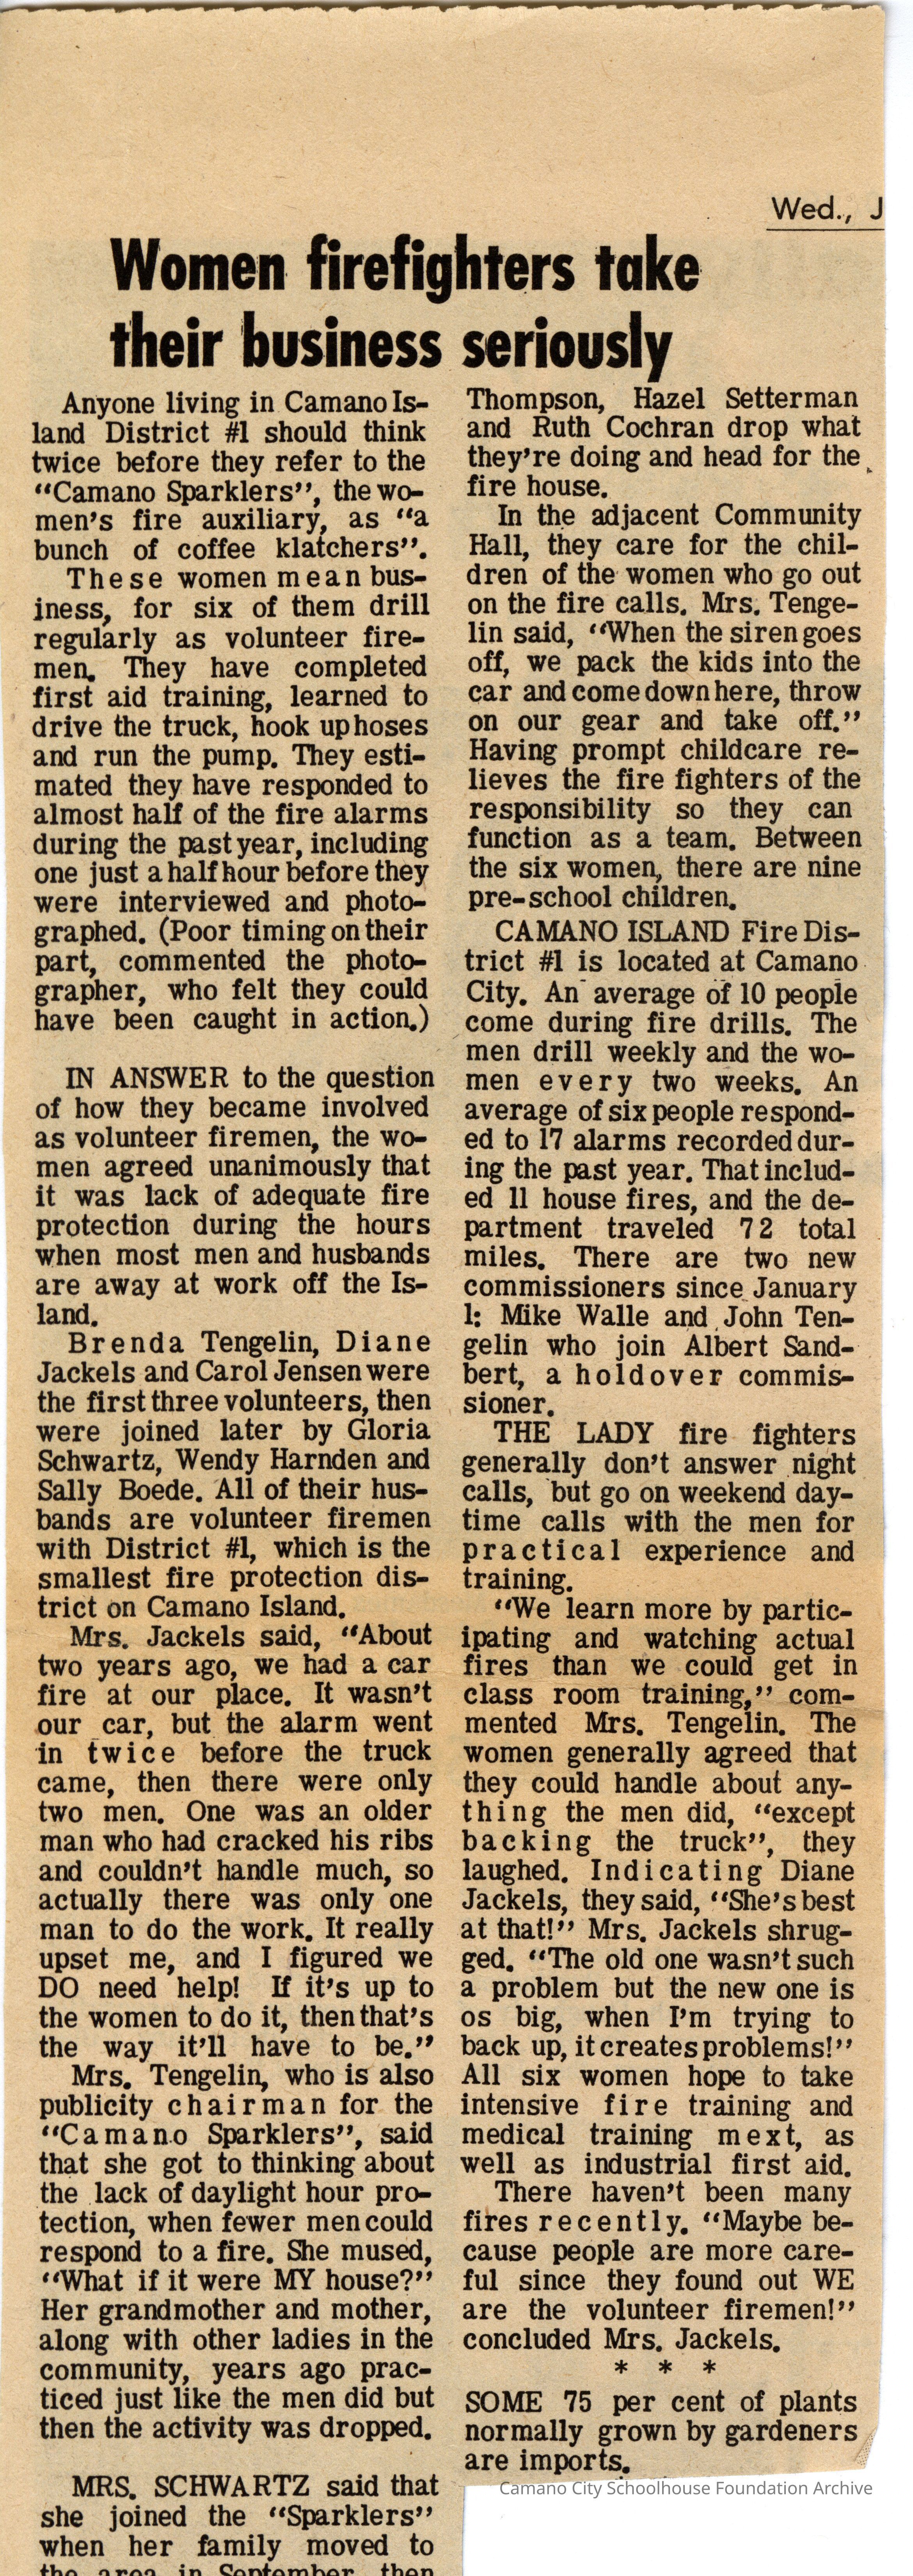 Wed., J
Women firefighters take
their business seriously
Anyone living in Camano Is-
land District #1 should think
twice before they refer to the
"Camano Sparklers", the wo-
men's fire auxiliary, as "a
bunch of coffee klatchers".
These women mean bus-
iness, for six of them drill
regularly as volunteer fire-
men. They have completed
first aid training, learned to
drive the truck, hook up hoses
and run the pump. They esti-
mated they have responded to
almost half of the fire alarms
during the past year, including
one just a half hour before they
were interviewed and photo-
graphed. (Poor timing on their
part, commented the photo-
grapher, who felt they could
have been caught in action.)
IN ANSWER to the question
of how they became involved
as volunteer firemen, the wo-
men agreed unanimously that
it was lack of adequate fire
protection during the hours
when most men and husbands
are away at work off the Is-
land.
Brenda Tengelin, Diane
Jackels and Carol Jensen were
the first three volunteers, then
were joined later by Gloria
Schwartz, Wendy Harnden and
Sally Boede. All of their hus-
bands are volunteer firemen
with District #1, which is the
smallest fire protection dis-
trict on Camano Island.
Mrs. Jackels said, "About
two years ago, we had a car
fire at our place. It wasn't
our car, but the alarm went
in twice before the truck
came, then there were only
two men. One was an older
man who had cracked his ribs
and couldn't handle much, so
actually there was only one
man to do the work. It really
upset me, and I figured we
DO need help! If it's up to
the women to do it, then that's
the way it'll have to be."
Mrs. Tengelin, who is also
publicity chairman for the
"Camano Sparklers", said
that she got to thinking about
the lack of daylight hour pro-
tection, when fewer men could
respond to a fire. She mused,
"What if it were MY house?"
Her grandmother and mother,
along with other ladies in the
community, years ago prac-
ticed just like the men did but
then the activity was dropped.
MRS. SCHWARTZ said that
she joined the "Sparklers"
when her family moved to
the area in September, then
Thompson, Hazel Setterman
and Ruth Cochran drop what
they're doing and head for the
fire house.
In the adjacent Community
Hall, they care for the chil-
dren of the women who go out
on the fire calls. Mrs. Tenge-
lin said, "When the siren goes
off, we pack the kids into the
car and come down here, throw
on our gear and take off."
Having prompt childcare re-
lieves the fire fighters of the
responsibility so they can
function as a team. Between
the six women, there are nine
pre-school children.
CAMANO ISLAND Fire Dis-
trict #1 is located at Camano
City. An average of 10 people
come during fire drills. The
men drill weekly and the wo-
men every two weeks. An
average of six people respond-
ed to 17 alarms recorded dur-
ing the past year. That includ-
ed 11 house fires, and the de-
partment traveled 72 total
miles. There are two new
commissioners since January
1: Mike Walle and John Ten-
gelin who join Albert Sand-
bert, a holdover commis-
sioner.
THE LADY fire fighters
generally don't answer night
calls, but go on weekend day-
time calls with the men for
practical experience and
training.
"We learn more by partic-
ipating and watching actual
fires than we could get in
class room training," com-
mented Mrs. Tengelin. The
women generally agreed that
they could handle about any-
thing the men did, "except
backing the truck", they
laughed. Indicating Diane
Jackels, they said, "She's best
at that!" Mrs. Jackels shrug-
ged. "The old one wasn't such
a problem but the new one is
os big, when I'm trying to
back up, it creates problems!"
All six women hope to take
intensive fire training and
medical training mext, as
well as industrial first aid.
There haven't been many
fires recently. "Maybe be-
cause people are more care-
ful since they found out WE
are the volunteer firemen!"
concluded Mrs. Jackels.
* * *
SOME 75 per cent of plants
normally grown by gardeners
are imports.
Camano City Schoolhouse Foundation Archive